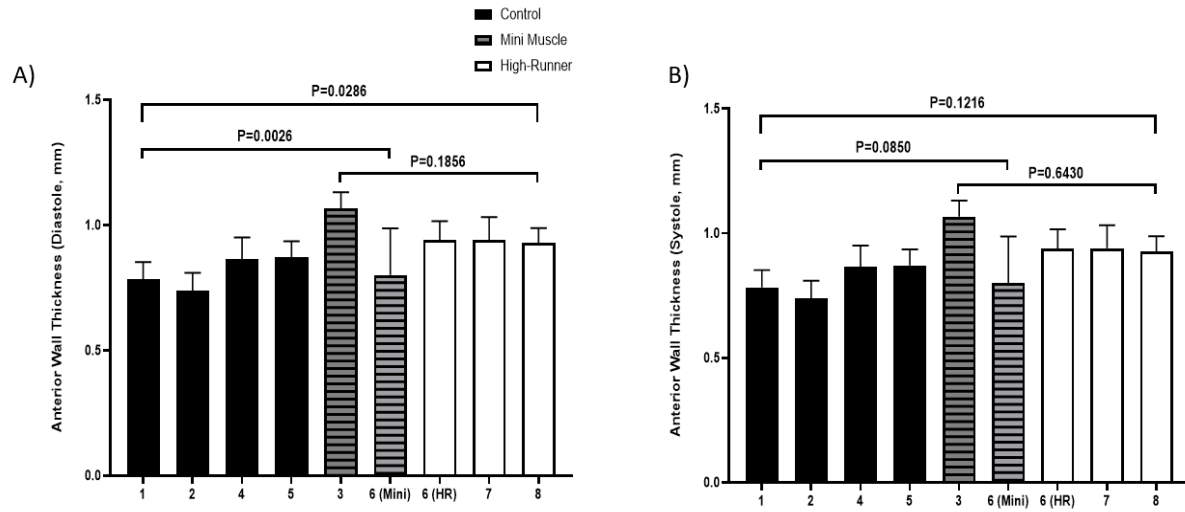 Control
Mini Muscle
High-Runner
A)
P=0.0286
P=0.0026
P=0.1856
1.5
1.0
0.5
0.0
Anterior Wall Thickness (Diastole, mm)
1 2 4 5 3 6 (Mini) 6 (HR) 7 8
B)
P=0.1216
P=0.0850
P=0.6430
1.5
1.0
0.5
0.0
Anterior Wall Thickness (Systole, mm)
1 2 4 5 3 6 (Mini) 6 (HR) 7 8